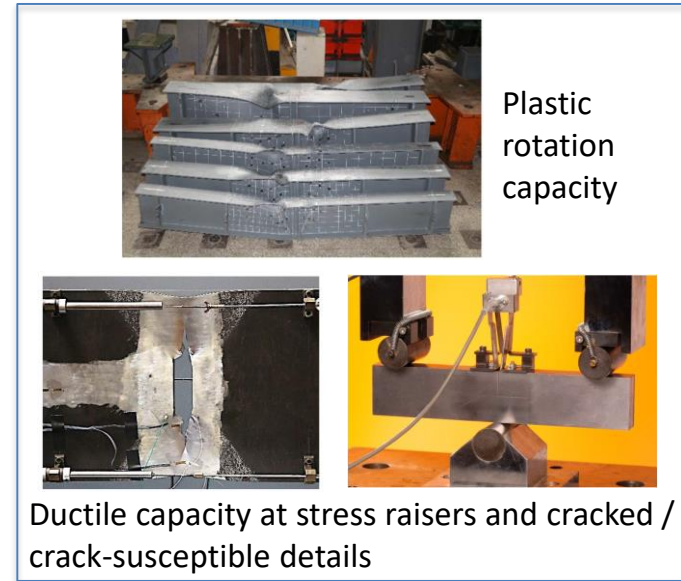 Plastic
rotation
capacity
Ductile capacity at stress raisers and cracked /
crack-susceptible details